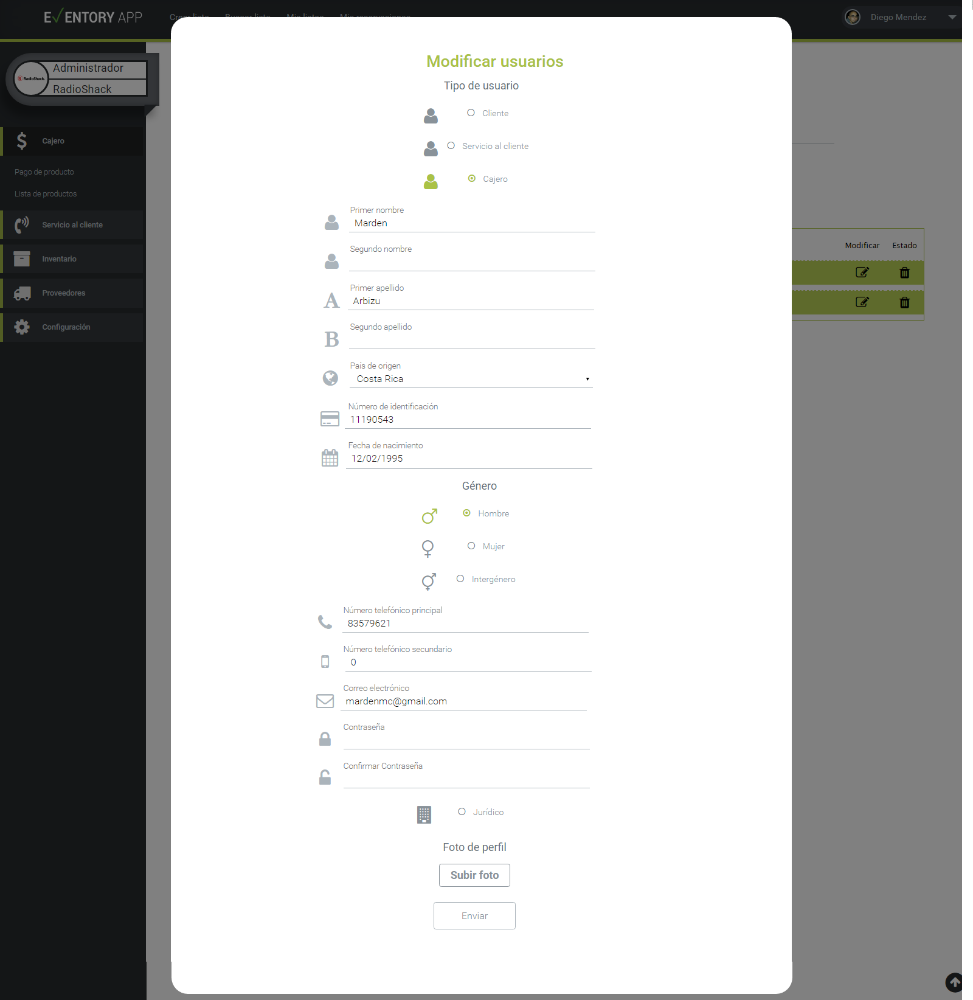 EVENTORY APP
Crear lista Buscar lista Mis listas Mis reservaciones
Diego Mendez
Administrador
RadioShack.
RadioShack
Cajero
Pago de producto
Lista de productos
Servicio al cliente
Inventario
Proveedores
Configuración
Modificar usuarios
Tipo de usuario
Cliente
Servicio al cliente
Cajero
Primer nombre
Marden
Segundo nombre
Primer apellido
A
Arbizu
Segundo apellido
B
País de origen
Costa Rica
Número de identificación
11190543
Fecha de nacimiento
12/02/1995
Género
Hombre
Mujer
Intergénero
Número telefónico principal
83579621
Número telefónico secundario
0
Correo electrónico
mardenmc@gmail.com
Contraseña
Confirmar Contraseña
Jurídico
Foto de perfil
Subir foto
Enviar
Modificar Estado